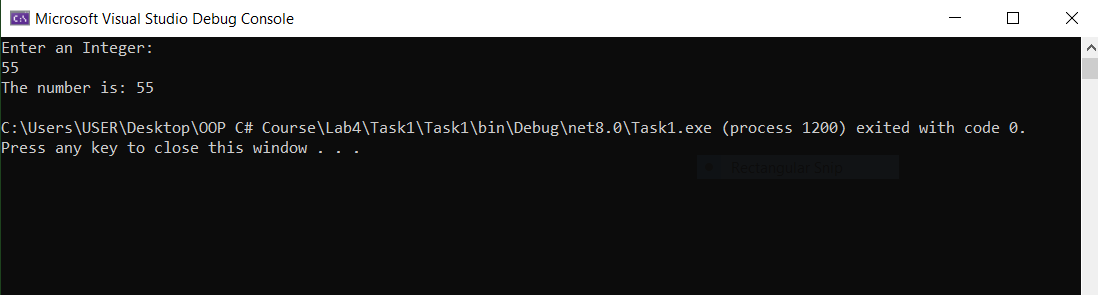 Microsoft Visual Studio Debug Console
Enter an Integer:
55
The number is: 55
C:\Users\USER\Desktop\OOP C# Course\Lab4\Task1\Task1\bin\Debug\net8.0\Task1.exe (process 1200) exited with code 0.
Press any key to close this window . . .
Rectangular Snip